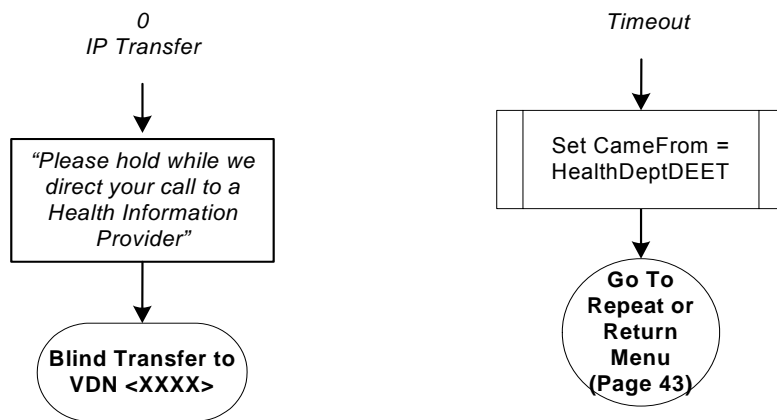 0
IP Transfer
“Please hold while we
direct your call to a
Health Information
Provider”
Blind Transfer to
VDN <XXXX>
Timeout
Set CameFrom =
HealthDeptDEET
Go To
Repeat or
Return
Menu
(Page 43)